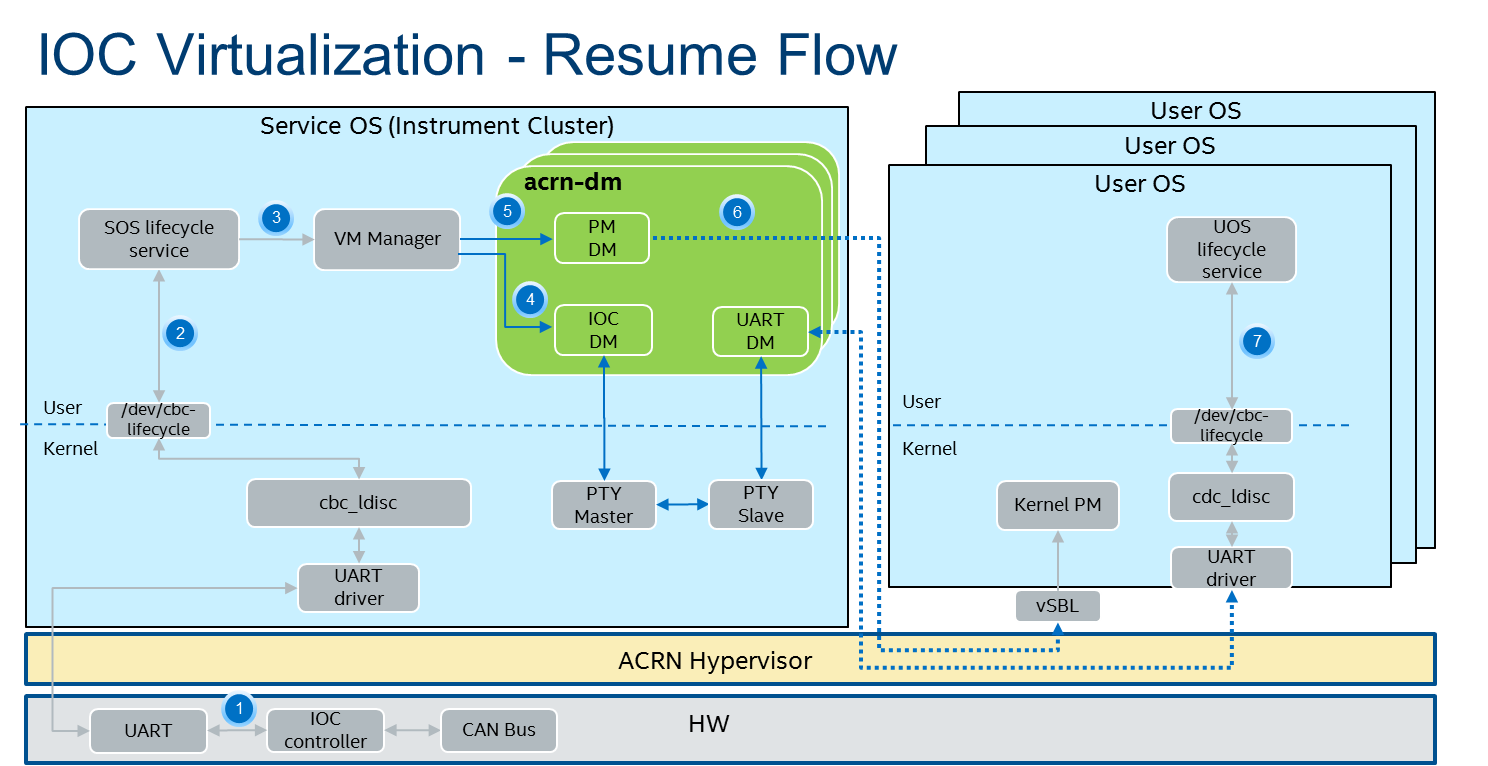 IOC Virtualization - Resume Flow
Service OS (Instrument Cluster)
acrn-dm
5
6
3
SOS lifecycle
service
VM Manager
PM
DM
4
IOC
DM
UART
DM
2
User
/dev/cbc-
lifecycle
Kernel
cbc_ldisc
PTY
Master
PTY
Slave
UART
driver
User OS
User OS
User OS
UOS
lifecycle
service
7
User
/dev/cbc-
lifecycle
Kernel
Kernel PM
cdc_ldisc
UART
driver
vSBL
ACRN Hypervisor
1
HW
UART
IOC
controller
CAN Bus